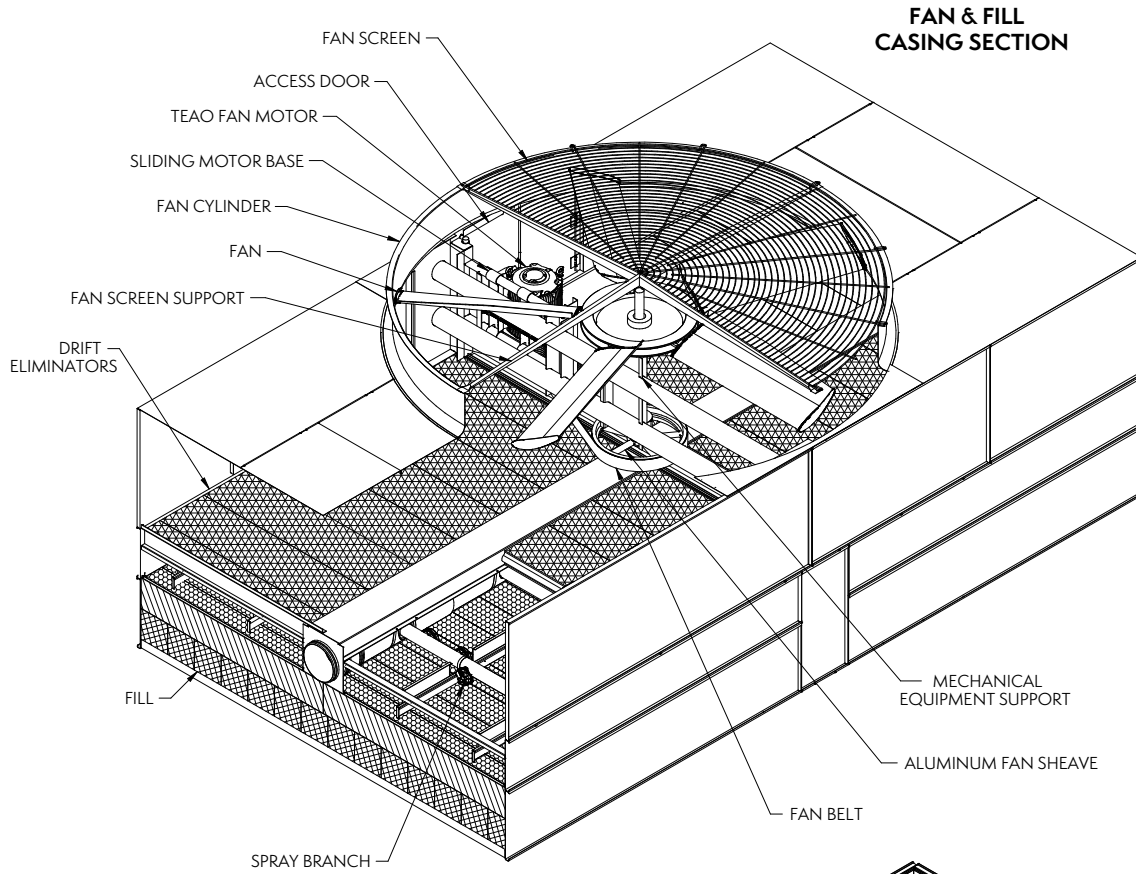 FAN & FILL
CASING SECTION
FAN SCREEN
ACCESS DOOR
TEAO FAN MOTOR
SLIDING MOTOR BASE
FAN CYLINDER
FAN
FAN SCREEN SUPPORT
DRIFT
ELIMINATORS
FILL
MECHANICAL
EQUIPMENT SUPPORT
ALUMINUM FAN SHEAVE
FAN BELT
SPRAY BRANCH